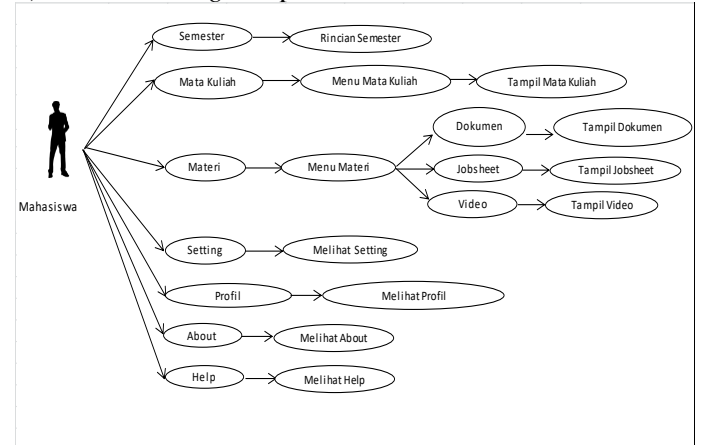 Semester
Rincian Semester
Mata Kuliah
Menu Mata Kuliah
Tampil Mata Kuliah
Dokumen
Tampil Dokumen
Materi
Menu Materi
Jobsheet
Tampil Jobsheet
Video
Tampil Video
Mahasiswa
Setting
Melihat Setting
Profil
Melihat Profil
About
Melihat About
Help
Melihat Help